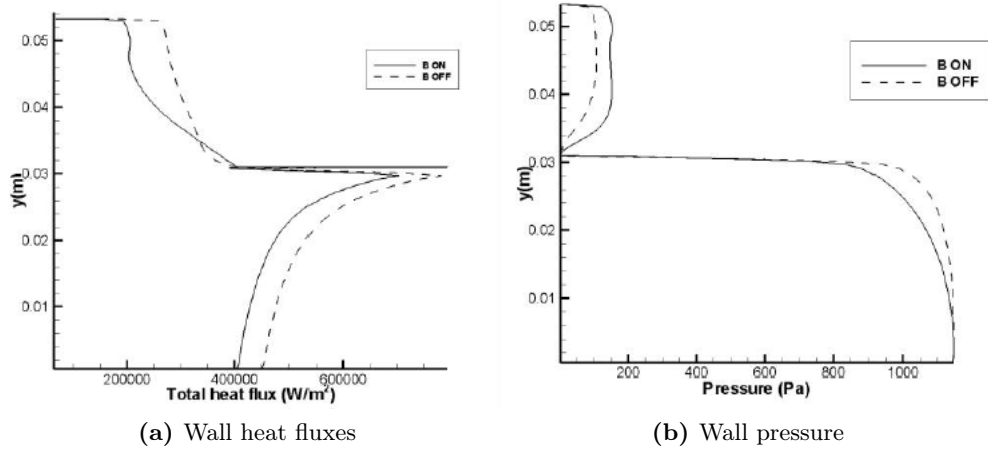 0.05
0.04
0.03
0.02
0.01
y(m)
B ON
B OFF
200000 400000 600000
Total heat flux (W/m²)
(a) Wall heat fluxes
0.05
0.04
0.03
0.02
0.01
y(m)
B ON
B OFF
200 400 600 800 1000
Pressure (Pa)
(b) Wall pressure